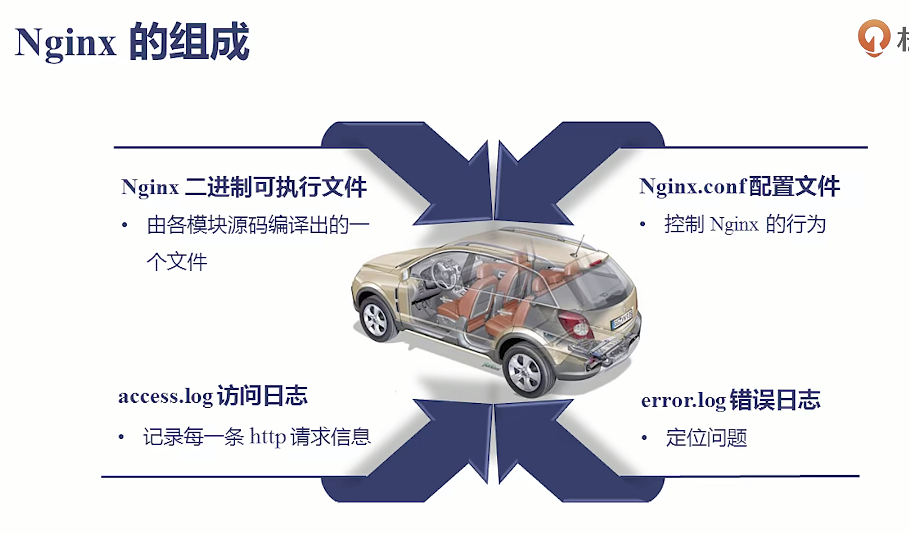 Nginx 的组成
Nginx 二进制可执行文件
• 由各模块源码编译出的一
个文件
Nginx.conf 配置文件
• 控制 Nginx 的行为
access.log 访问日志
• 记录每一条 http 请求信息
error.log 错误日志
• 定位问题